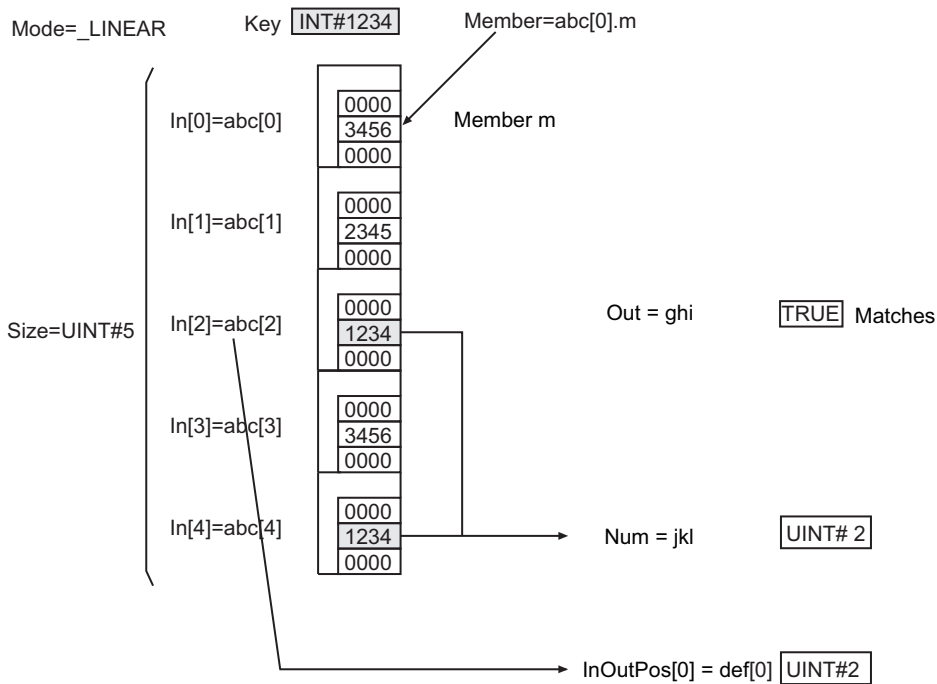 Mode=_LINEAR
Key INT#1234
Member=abc[0].m
In[0]=abc[0]
0000
3456
0000
Member m
In[1]=abc[1]
0000
2345
0000
Size=UINT#5
In[2]=abc[2]
0000
1234
0000
Out = ghi TRUE Matches
In[3]=abc[3]
0000
3456
0000
In[4]=abc[4]
0000
1234
0000
Num = jkl UINT# 2
InOutPos[0] = def[0] UINT#2